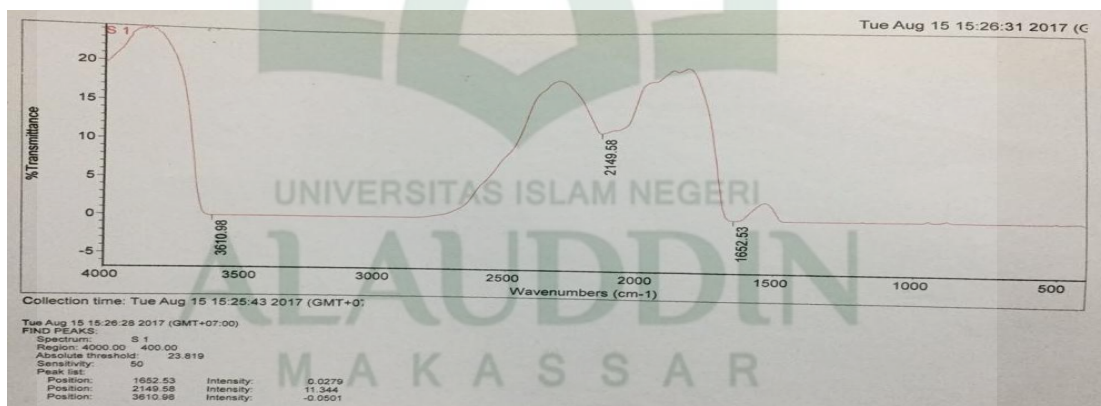 Tue Aug 15 15:26:31 2017 (G
S 1
%Transmittance
20
15
10
5
0
-5
3610.98
2149.58
1652.53
4000 3500 3000 2500 2000 1500 1000 500
Wavenumbers (cm-1)
UNIVERSITAS ISLAM NEGERI
ALAUDDIN
MAKASSAR
Collection time: Tue Aug 15 15:25:43 2017 (GMT+0
Tue Aug 15 15:26:28 2017 (GMT+07:00)
FIND PEAKS:
Spectrum: S 1
Region: 4000.00 400.00
Absolute threshold: 23.819
Sensitivity: 50
Peak list:
Position: 1652.53 Intensity: 0.0279
Position: 2149.58 Intensity: 11.344
Position: 3610.98 Intensity: -0.0501